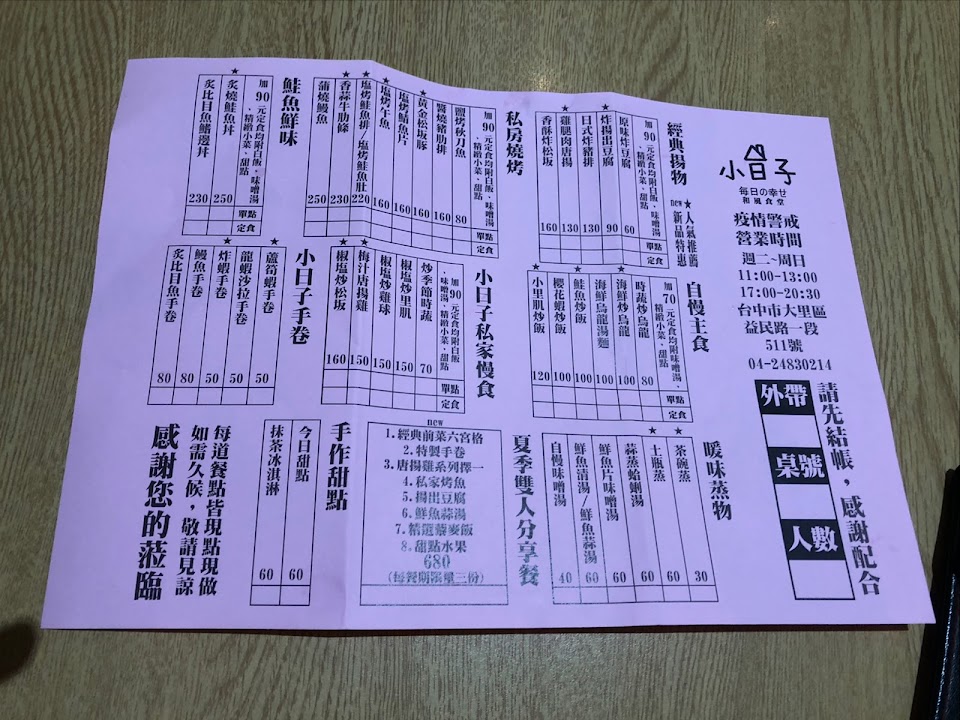 小日子
毎日の幸せ
和風食堂
疫情警戒
營業時間
週二~周日
11:00-13:00
17:00-20:30
台中市大里區
益民路一段
511號
04-24830214
請先結帳，感謝配合
外帶
桌號
人數
★人氣推薦
new新品特惠
經典揚物
加90元定食均附白飯，味噌湯，精緻小菜、甜點
單點
定食
原味炸豆腐 60
★炸揚出豆腐 90
日式炸豬排 130
★雞腿肉唐揚 130
香酥炸松坂 160
自慢主食
加70元定食均附味噌湯，精緻小菜、甜點
單點
定食
時蔬炒烏龍 80
★海鮮炒烏龍 100
海鮮烏龍湯麵 100
★鮭魚炒飯 100
櫻花蝦炒飯 100
★小里肌炒飯 120
暖味蒸物
茶碗蒸 30
★茶碗蒸 60
★土瓶蒸 60
蒜蒸蛤蜊湯 60
鮮魚片味噌湯 60
鮮魚清湯/鮮魚蒜湯 60
自慢味噌湯 40
私房燒烤
加90元定食均附白飯，味噌湯，精緻小菜、甜點
單點
定食
鹽烤秋刀魚 80
醬燒豬肋排 160
★黃金松坂豚 160
塩烤鯖魚片 160
★塩烤午魚 160
★塩烤鮭魚排/塩烤鮭魚肚 220
★香蒜牛肋條 230
蒲燒鰻魚 250
小日子私家慢食
加90元定食均附白飯，味噌湯，精緻小菜、甜點
單點
定食
炒季節時蔬 70
椒塩炒里肌 150
椒塩炒雞球 150
★梅汁唐揚雞 150
★椒塩炒松坂 160
夏季雙人分享餐
new
1.經典前菜六宮格
2.特製手卷
3.唐揚雞系列擇一
4.私家烤魚
5.揚出豆腐
6.鮮魚蒜湯
7.精選蕎麥飯
8.甜點水果
680
(每餐期限量三份)
鮭魚鮮味
加90元定食均附白飯，味噌湯，精緻小菜、甜點
單點
定食
★炙燒鮭魚丼 250
炙比目魚鰭邊丼 230
小日子手卷
★蘆筍蝦手卷 50
龍蝦沙拉手卷 50
★炸蝦手卷 50
鰻魚手卷 80
炙比目魚手卷 80
手作甜點
今日甜點 60
抹茶冰淇淋 60
每道餐點皆現點現做
如需久候，敬請見諒
感謝您的蒞臨